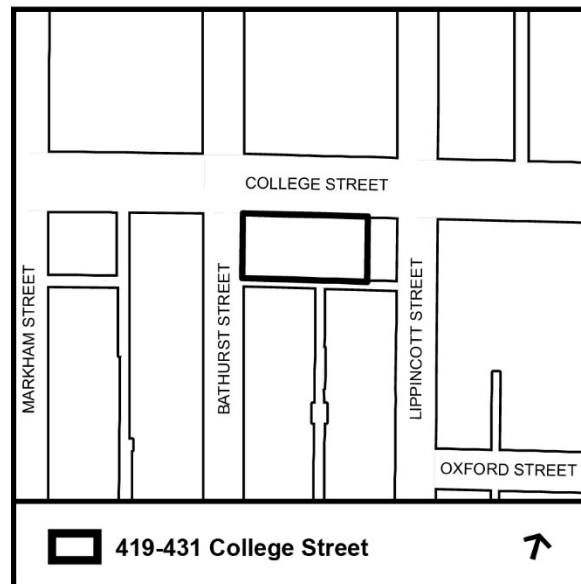 COLLEGE STREET
MARKHAM STREET
BATHURST STREET
LIPPINCOTT STREET
OXFORD STREET
419-431 College Street